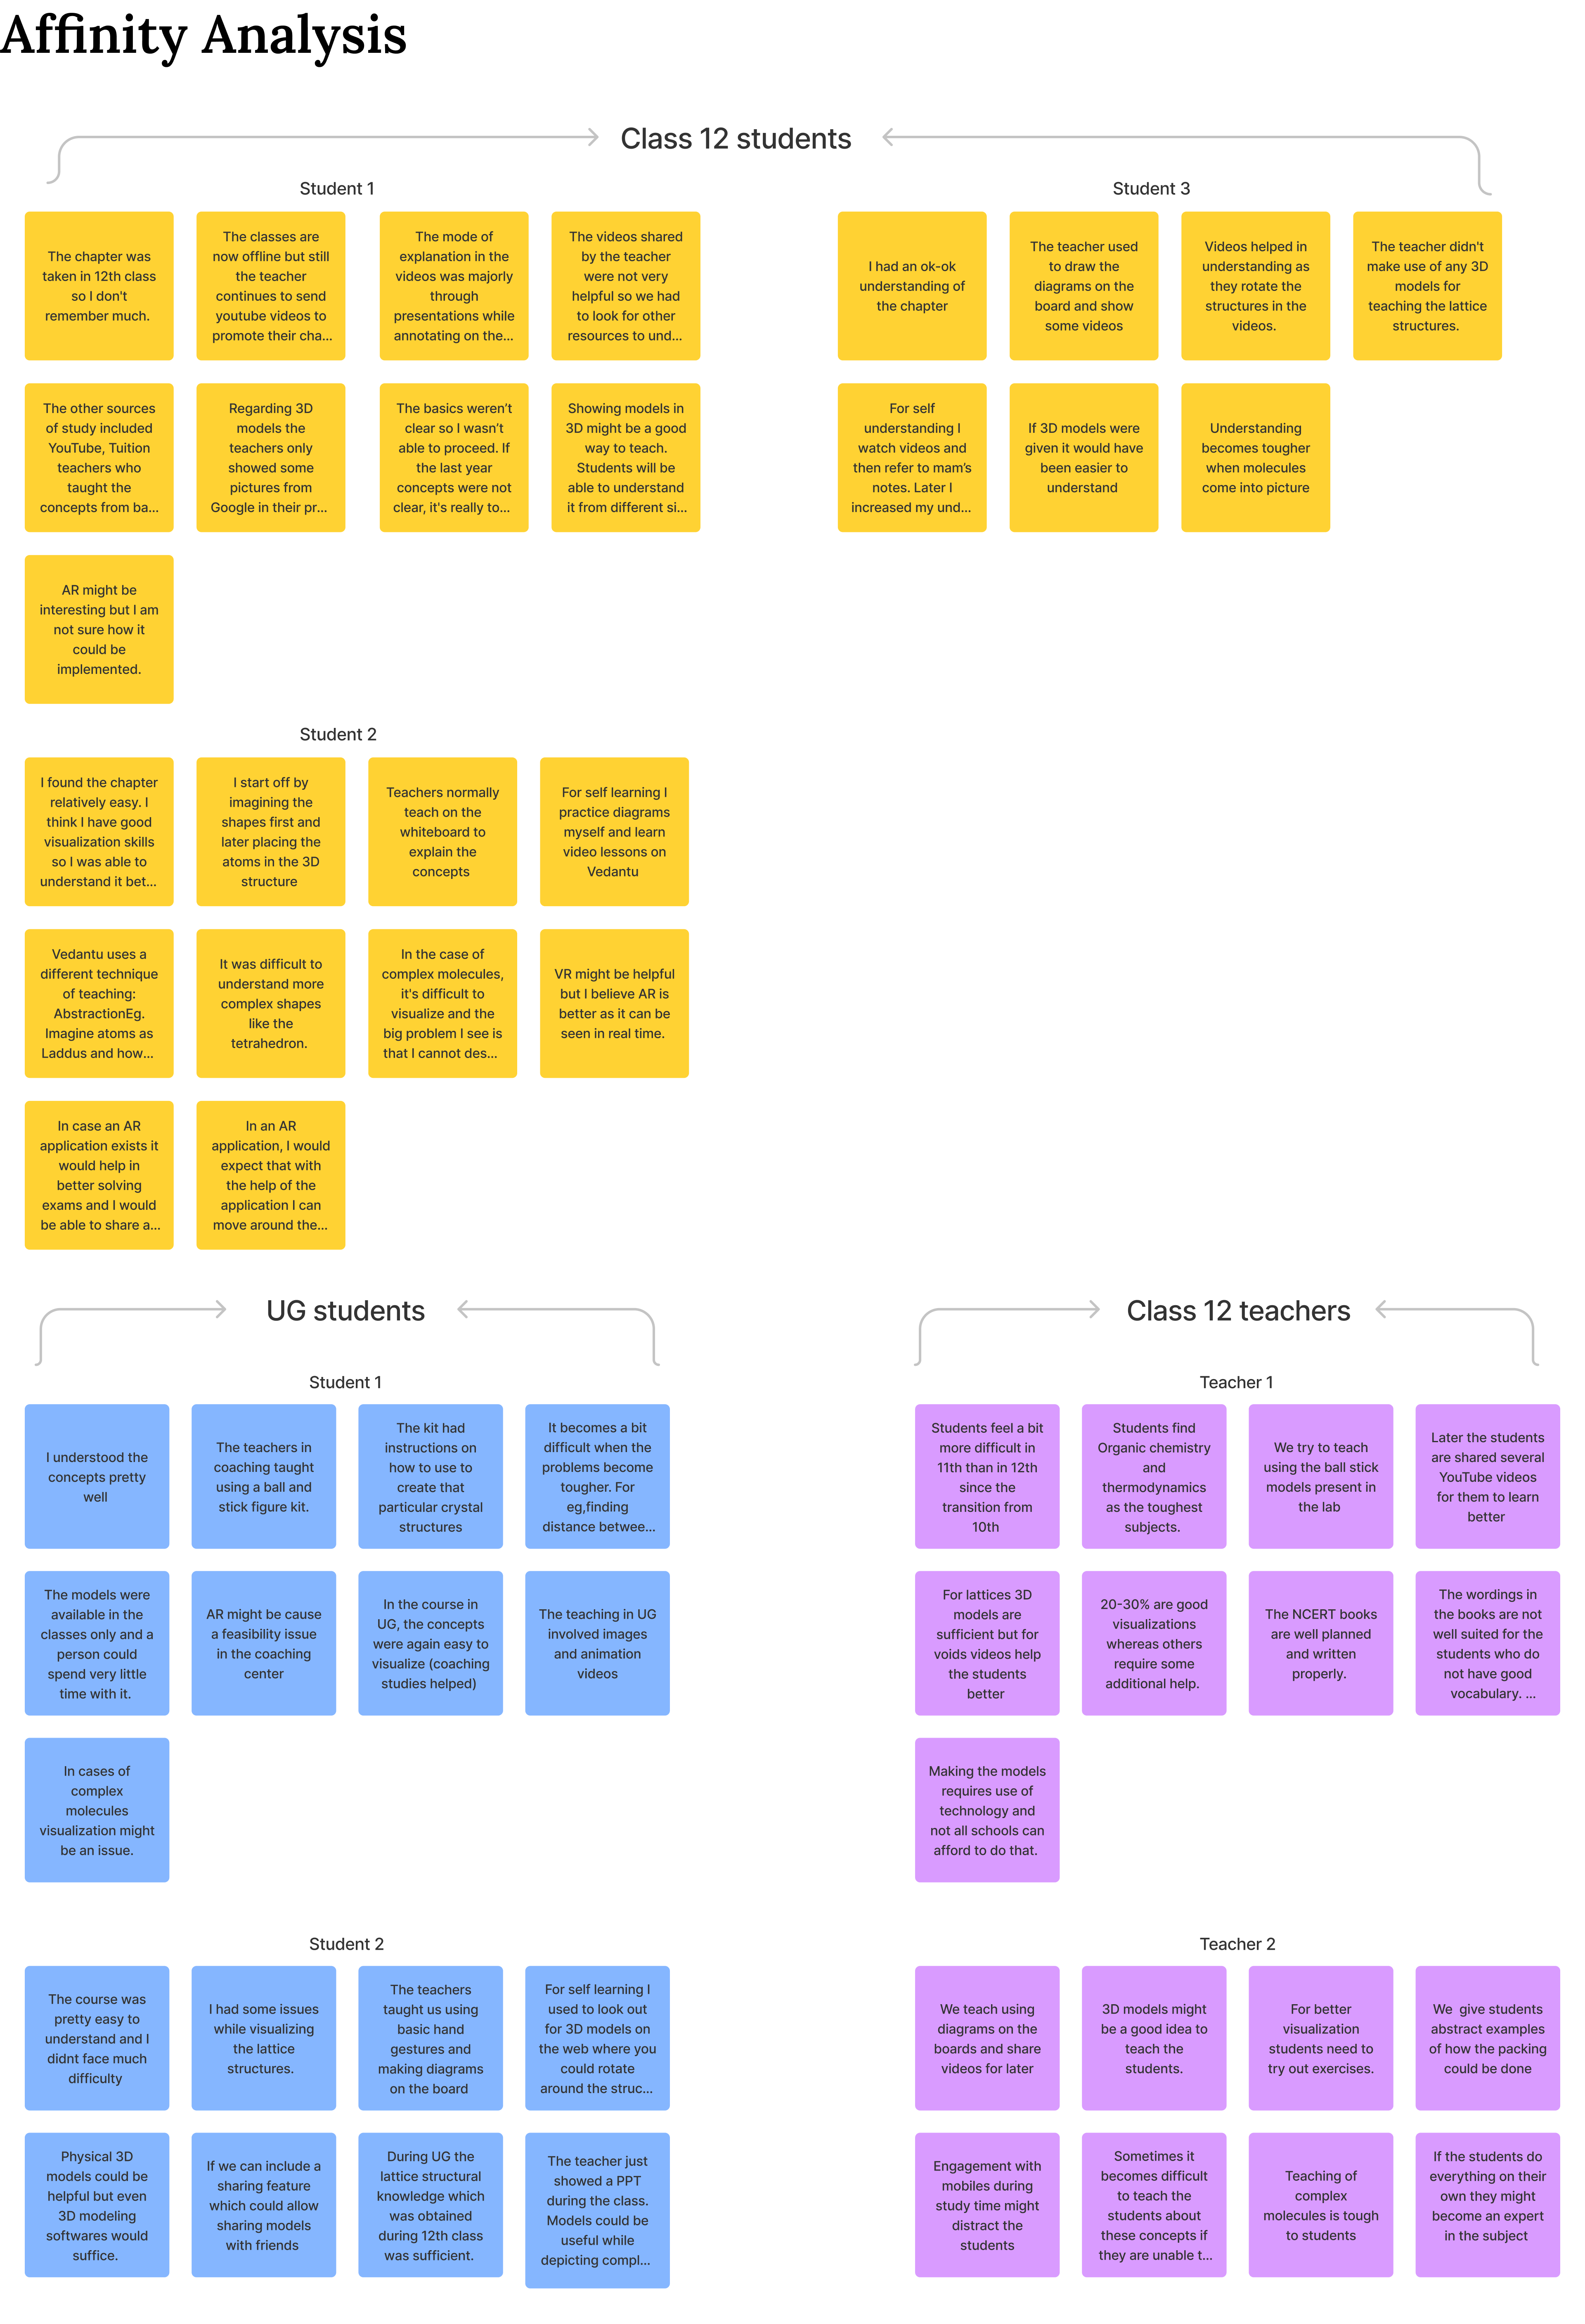 Affinity Analysis
Class 12 students
Student 1
The chapter was
taken in 12th class
so I don't
remember much.
The classes are
now offline but still
the teacher
continues to send
youtube videos to
promote their cha...
The mode of
explanation in the
videos was majorly
through
presentations while
annotating on the...
The videos shared
by the teacher
were not very
helpful so we had
to look for other
resources to und...
The other sources
of study included
YouTube, Tuition
teachers who
taught the
concepts from ba...
Regarding 3D
models the
teachers only
showed some
pictures from
Google in their pr...
The basics weren't
clear so I wasn't
able to proceed. If
the last year
concepts were not
clear, it's really to...
Showing models in
3D might be a good
way to teach.
Students will be
able to understand
it from different si...
AR might be
interesting but I am
not sure how it
could be
implemented.
Student 3
I had an ok-ok
understanding of
the chapter
The teacher used
to draw the
diagrams on the
board and show
some videos
Videos helped in
understanding as
they rotate the
structures in the
videos.
The teacher didn't
make use of any 3D
models for
teaching the lattice
structures.
For self
understanding I
watch videos and
then refer to mam's
notes. Later I
increased my und...
If 3D models were
given it would have
been easier to
understand
Understanding
becomes tougher
when molecules
come into picture
Student 2
I found the chapter
relatively easy. I
think I have good
visualization skills
so I was able to
understand it bet...
I start off by
imagining the
shapes first and
later placing the
atoms in the 3D
structure
Teachers normally
teach on the
whiteboard to
explain the
concepts
For self learning I
practice diagrams
myself and learn
video lessons on
Vedantu
Vedantu uses a
different technique
of teaching:
AbstractionEg.
Imagine atoms as
Laddus and how...
It was difficult to
understand more
complex shapes
like the
tetrahedron.
In the case of
complex molecules,
it's difficult to
visualize and the
big problem I see is
that I cannot des...
VR might be helpful
but I believe AR is
better as it can be
seen in real time.
In case an AR
application exists it
would help in
better solving
exams and I would
be able to share a...
In an AR
application, I would
expect that with
the help of the
application I can
move around the...
UG students
Student 1
I understood the
concepts pretty
well
The teachers in
coaching taught
using a ball and
stick figure kit.
The kit had
instructions on
how to use to
create that
particular crystal
structures
It becomes a bit
difficult when the
problems become
tougher. For
eg,finding
distance betwee...
The models were
available in the
classes only and a
person could
spend very little
time with it.
AR might be cause
a feasibility issue
in the coaching
center
In the course in
UG, the concepts
were again easy to
visualize (coaching
studies helped)
The teaching in UG
involved images
and animation
videos
In cases of
complex
molecules
visualization might
be an issue.
Student 2
The course was
pretty easy to
understand and I
didnt face much
difficulty
I had some issues
while visualizing
the lattice
structures.
The teachers
taught us using
basic hand
gestures and
making diagrams
on the board
For self learning I
used to look out
for 3D models on
the web where you
could rotate
around the struc...
Physical 3D
models could be
helpful but even
3D modeling
softwares would
suffice.
If we can include a
sharing feature
which could allow
sharing models
with friends
During UG the
lattice structural
knowledge which
was obtained
during 12th class
was sufficient.
The teacher just
showed a PPT
during the class.
Models could be
useful while
depicting compl...
Class 12 teachers
Teacher 1
Students feel a bit
more difficult in
11th than in 12th
since the
transition from
10th
Students find
Organic chemistry
and
thermodynamics
as the toughest
subjects.
We try to teach
using the ball stick
models present in
the lab
Later the students
are shared several
YouTube videos
for them to learn
better
For lattices 3D
models are
sufficient but for
voids videos help
the students
better
20-30% are good
visualizations
whereas others
require some
additional help.
The NCERT books
are well planned
and written
properly.
The wordings in
the books are not
well suited for the
students who do
not have good
vocabulary. ...
Making the models
requires use of
technology and
not all schools can
afford to do that.
Teacher 2
We teach using
diagrams on the
boards and share
videos for later
3D models might
be a good idea to
teach the
students.
For better
visualization
students need to
try out exercises.
We give students
abstract examples
of how the packing
could be done
Engagement with
mobiles during
study time might
distract the
students
Sometimes it
becomes difficult
to teach the
students about
these concepts if
they are unable t...
Teaching of
complex
molecules is tough
to students
If the students do
everything on their
own they might
become an expert
in the subject